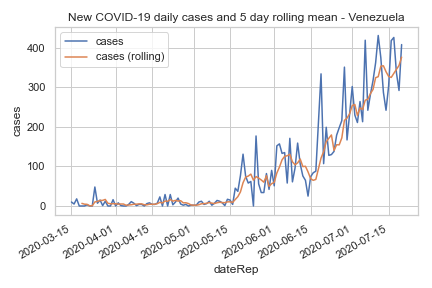 New COVID-19 daily cases and 5 day rolling mean - Venezuela
cases
cases (rolling)
400
300
200
100
0
cases
2020-03-15
2020-04-01
2020-04-15
2020-05-01
2020-05-15
2020-06-01
2020-06-15
2020-07-01
2020-07-15
dateRep